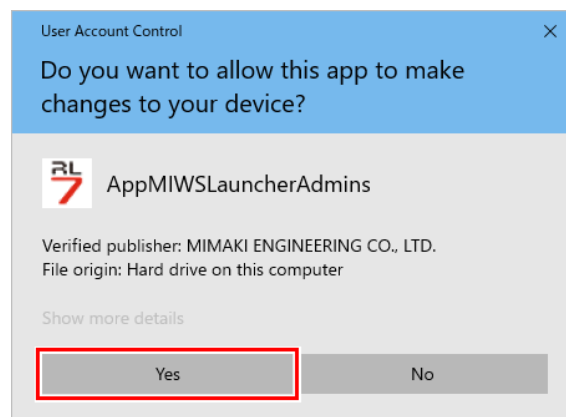 User Account Control
Do you want to allow this app to make
changes to your device?
RL
7
AppMIWSLauncherAdmins
Verified publisher: MIMAKI ENGINEERING CO., LTD.
File origin: Hard drive on this computer
Show more details
Yes
No